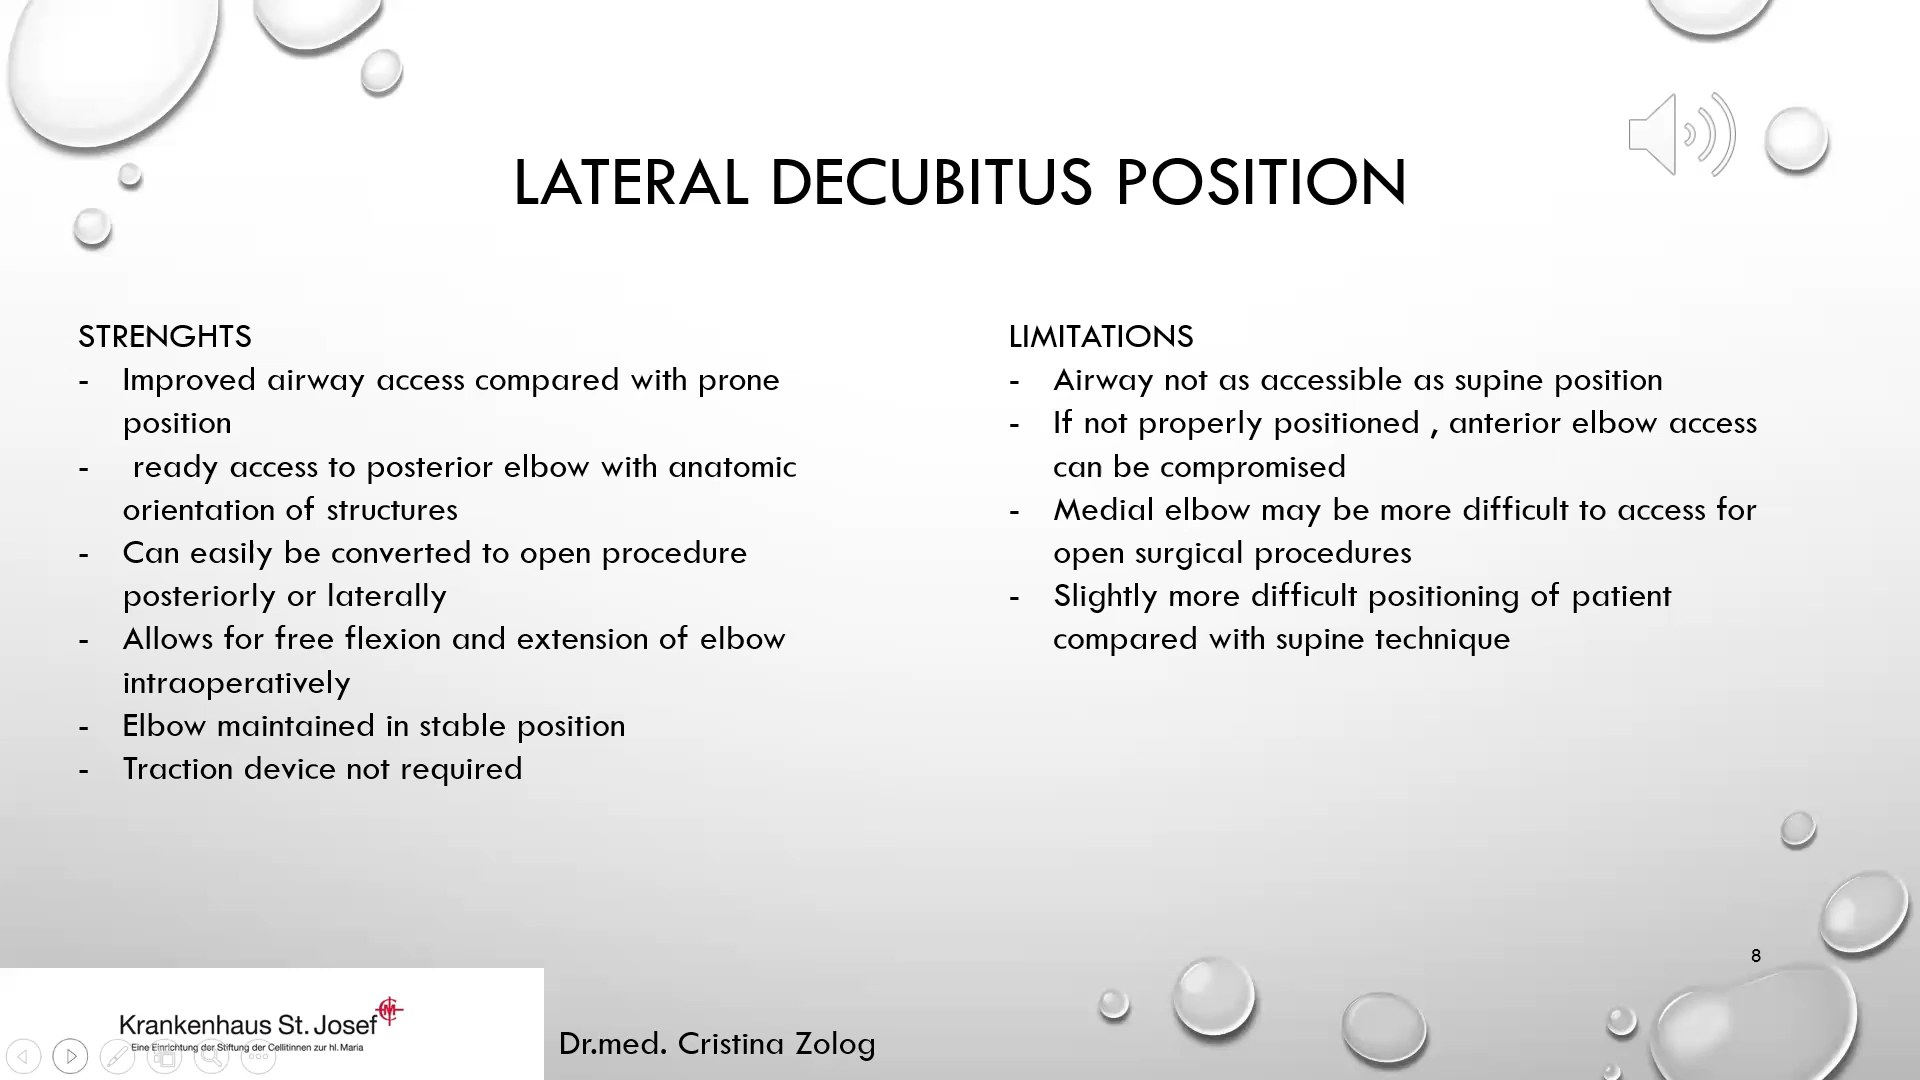 LATERAL DECUBITUS POSITION
STRENGHTS
- Improved airway access compared with prone
position
- ready access to posterior elbow with anatomic
orientation of structures
- Can easily be converted to open procedure
posteriorly or laterally
- Allows for free flexion and extension of elbow
intraoperatively
- Elbow maintained in stable position
- Traction device not required
LIMITATIONS
- Airway not as accessible as supine position
- If not properly positioned , anterior elbow access
can be compromised
- Medial elbow may be more difficult to access for
open surgical procedures
- Slightly more difficult positioning of patient
compared with supine technique
8
Krankenhaus St. Josef
Eine Einrichtung der Stiftung der Cellitinnen zur hl. Maria
Dr.med. Cristina Zolog